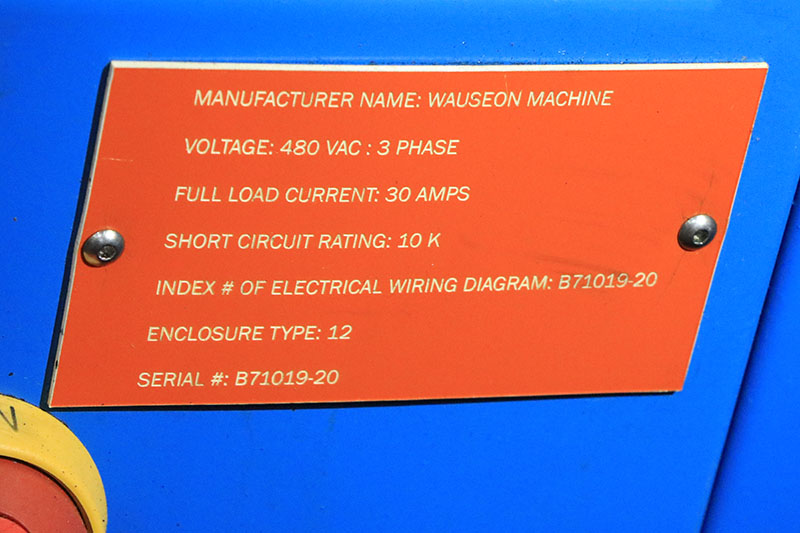 MANUFACTURER NAME: WAUSEON MACHINE
VOLTAGE: 480 VAC : 3 PHASE
FULL LOAD CURRENT: 30 AMPS
SHORT CIRCUIT RATING: 10 K
INDEX # OF ELECTRICAL WIRING DIAGRAM: B71019-20
ENCLOSURE TYPE: 12
SERIAL #: B71019-20